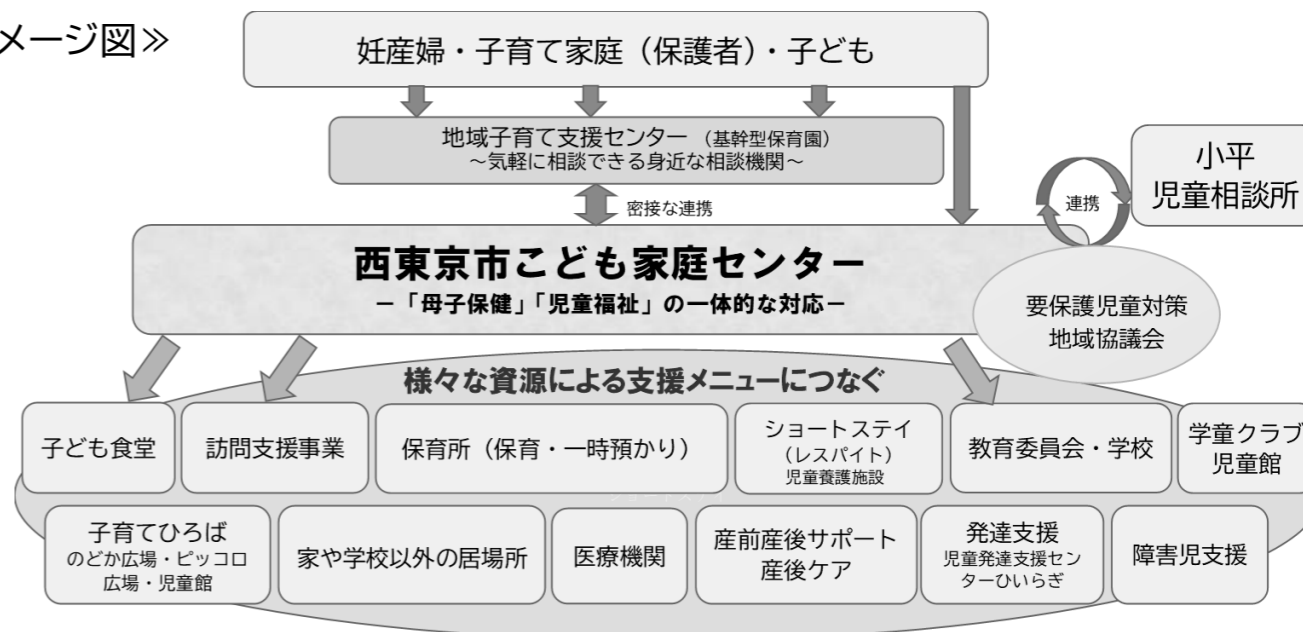 メージ図≫
妊産婦・子育て家庭（保護者）・子ども
地域子育て支援センター（基幹型保育園）
～気軽に相談できる身近な相談機関～
密接な連携
小平
児童相談所
連携
西東京市こども家庭センター
－「母子保健」「児童福祉」の一体的な対応－
要保護児童対策
地域協議会
様々な資源による支援メニューにつなぐ
子ども食堂
訪問支援事業
保育所（保育・一時預かり）
ショートステイ
（レスパイト）
児童養護施設
教育委員会・学校
学童クラブ
児童館
ショートステイ
子育てひろば
のどか広場・ピッコロ
広場・児童館
家や学校以外の居場所
医療機関
産前産後サポート
産後ケア
発達支援
児童発達支援セン
ターひいらぎ
障害児支援